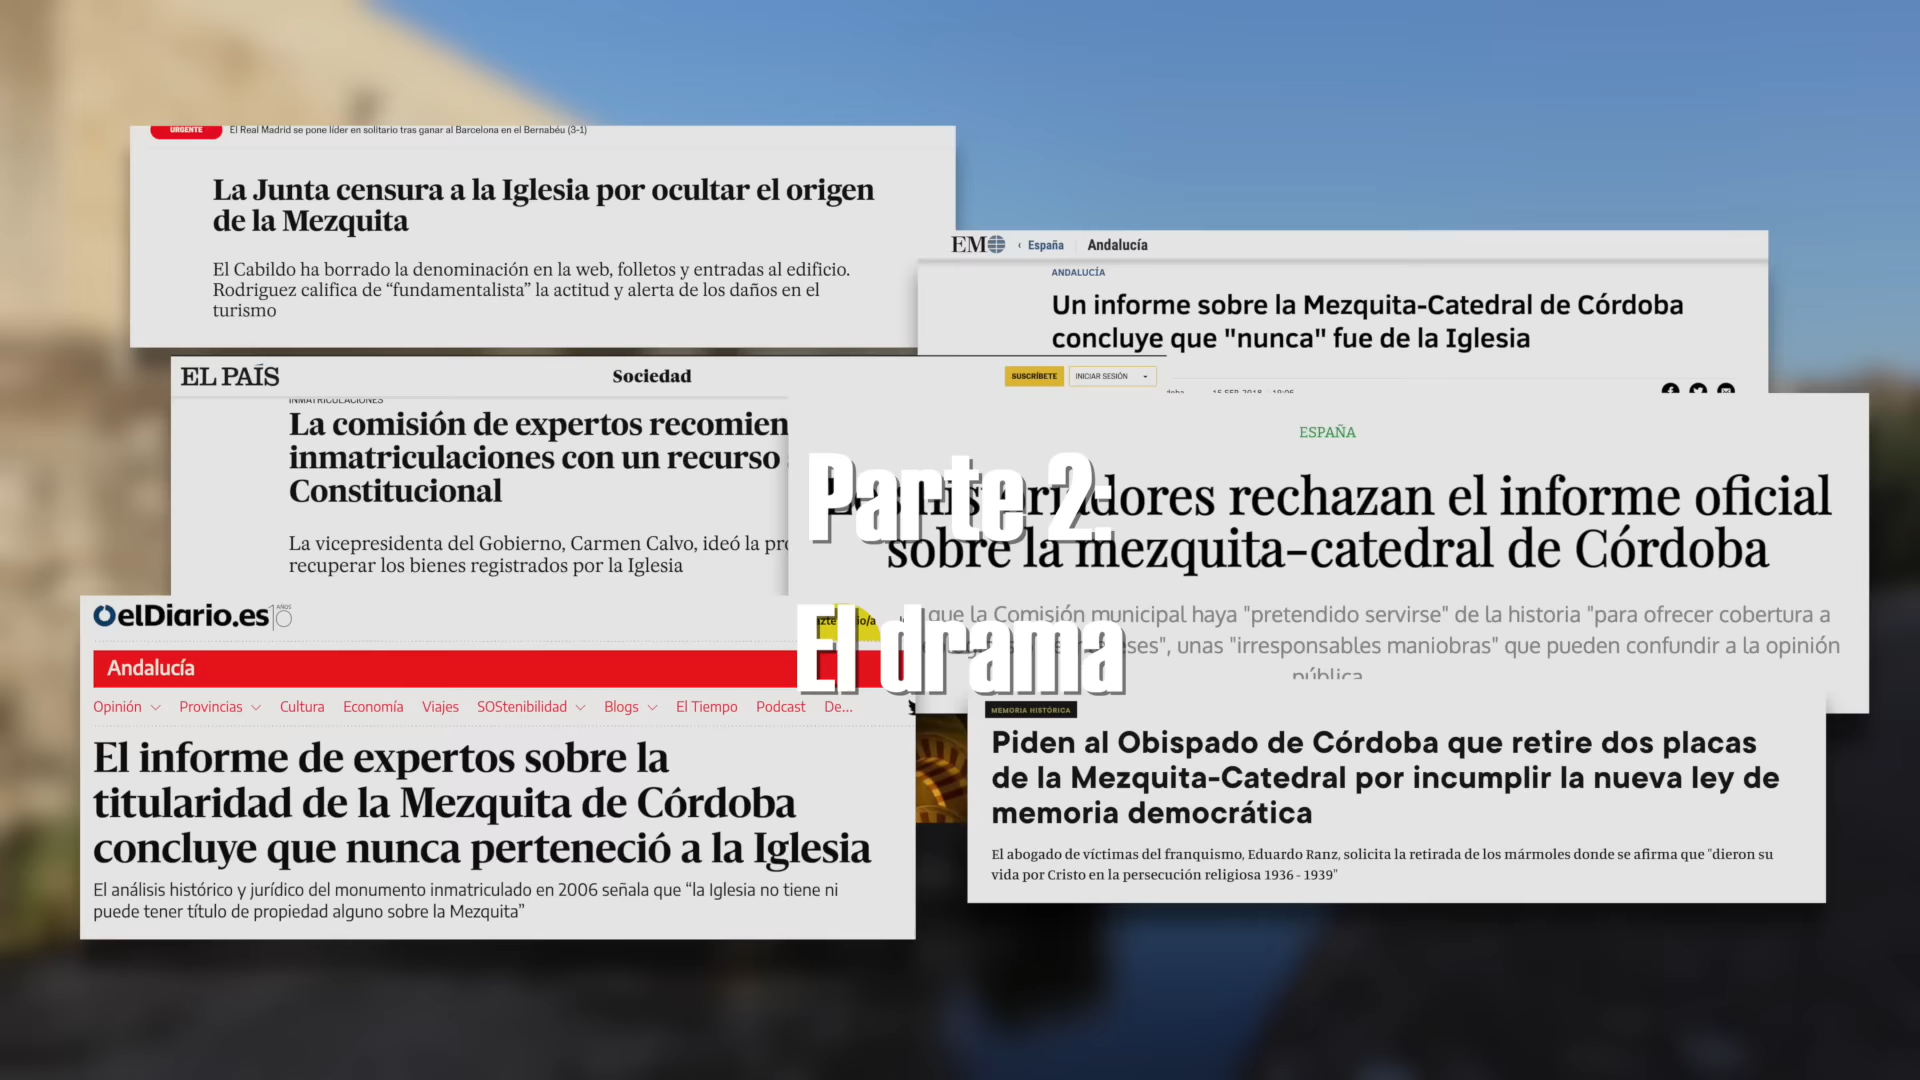 URGENTE El Real Madrid se pone líder en solitario tras ganar al Barcelona en el Bernabéu (3-1)
La Junta censura a la Iglesia por ocultar el origen
de la Mezquita
El Cabildo ha borrado la denominación en la web, folletos y entradas al edificio.
Rodriguez califica de “fundamentalista” la actitud y alerta de los daños en el
turismo
EM ‹ España Andalucía
ANDALUCÍA
Un informe sobre la Mezquita-Catedral de Córdoba
concluye que "nunca" fue de la Iglesia
EL PAÍS Sociedad SUSCRÍBETE INICIAR SESIÓN
INMATRICULACIONES
La comisión de expertos
inmatriculaciones con un recurso
Constitucional
La vicepresidenta del Gobierno, Carmen Calvo, ideó la
recuperar los bienes registrados por la Iglesia
ESPAÑA
rechazan el informe oficial
sobre la mezquita-catedral de Córdoba
que la Comisión municipal haya "pretendido servirse" de la historia "para ofrecer cobertura a
unas "irresponsables maniobras" que pueden confundir a la opinión
pública
Parte 2:
El drama
elDiario.es 10 AÑOS
Andalucía
Opinión Provincias Cultura Economía Viajes SOStenibilidad Blogs El Tiempo Podcast De...
El informe de expertos sobre la
titularidad de la Mezquita de Córdoba
concluye que nunca perteneció a la Iglesia
El análisis histórico y jurídico del monumento inmatriculado en 2006 señala que “la Iglesia no tiene ni
puede tener título de propiedad alguno sobre la Mezquita”
MEMORIA HISTÓRICA
Piden al Obispado de Córdoba que retire dos placas
de la Mezquita-Catedral por incumplir la nueva ley de
memoria democrática
El abogado de víctimas del franquismo, Eduardo Ranz, solicita la retirada de los mármoles donde se afirma que "dieron su
vida por Cristo en la persecución religiosa 1936 - 1939"